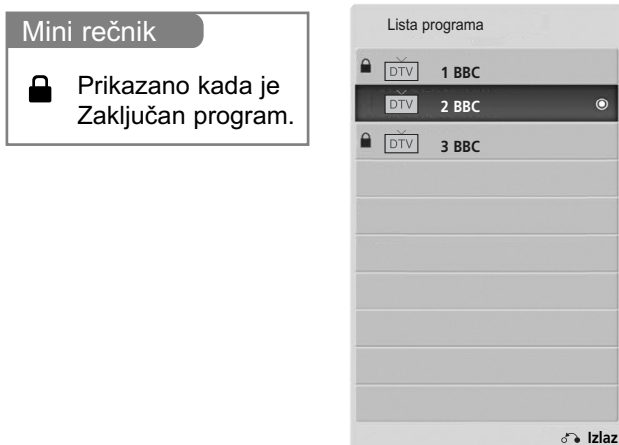 Mini rečnik
Prikazano kada je
Zaključan program.
Lista programa
DTV 1 BBC
DTV 2 BBC
DTV 3 BBC
Izlaz